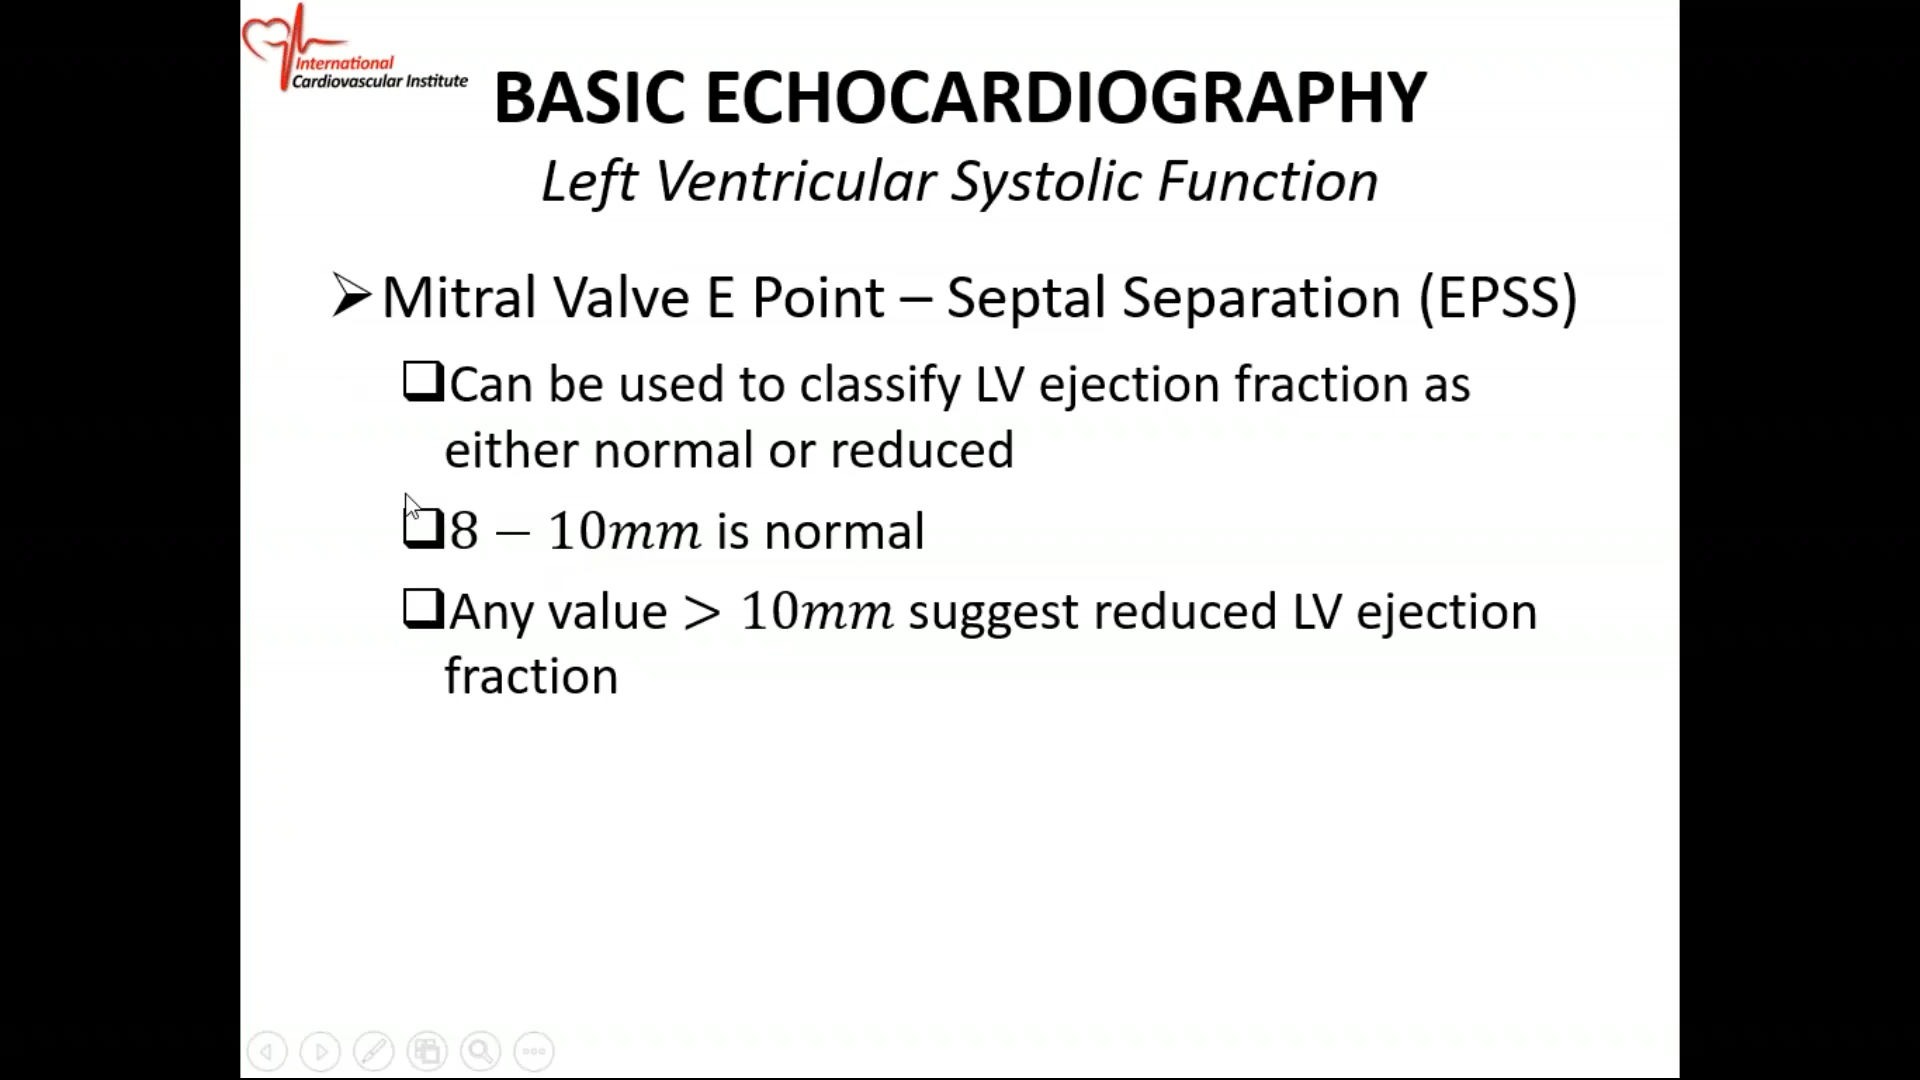 International
Cardiovascular Institute
BASIC ECHOCARDIOGRAPHY
Left Ventricular Systolic Function
Mitral Valve E Point – Septal Separation (EPSS)
Can be used to classify LV ejection fraction as
either normal or reduced
8 − 10mm is normal
Any value > 10mm suggest reduced LV ejection
fraction